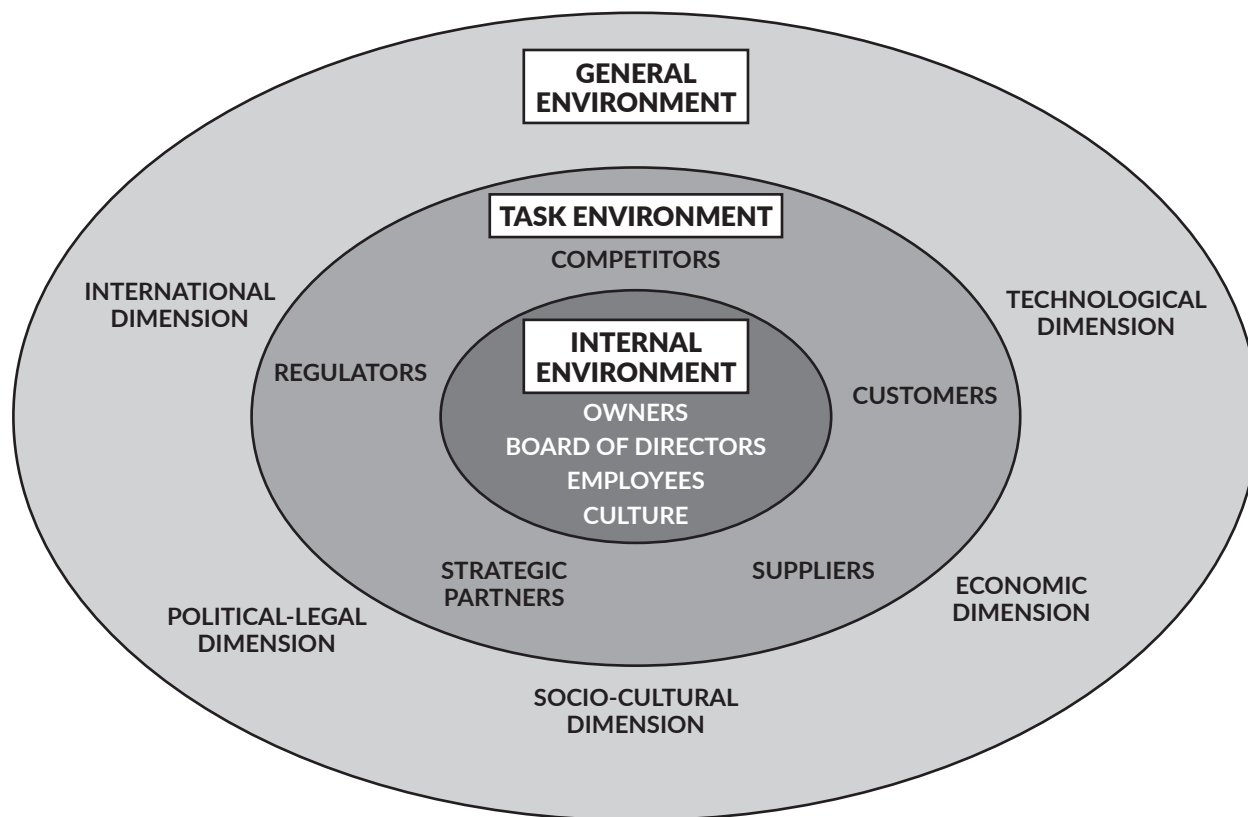 GENERAL
ENVIRONMENT
TASK ENVIRONMENT
COMPETITORS
INTERNATIONAL
DIMENSION
TECHNOLOGICAL
DIMENSION
INTERNAL
ENVIRONMENT
REGULATORS
CUSTOMERS
OWNERS
BOARD OF DIRECTORS
EMPLOYEES
CULTURE
STRATEGIC
PARTNERS
SUPPLIERS
ECONOMIC
DIMENSION
POLITICAL-LEGAL
DIMENSION
SOCIO-CULTURAL
DIMENSION